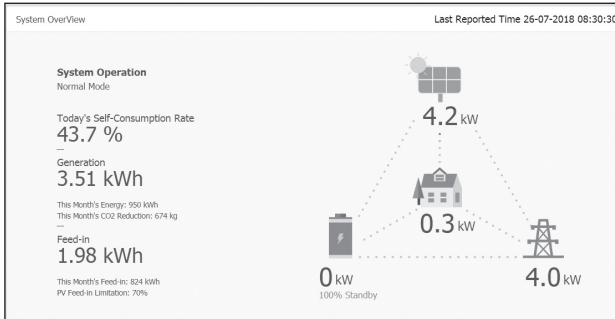 System OverView
Last Reported Time 26-07-2018 08:30:30
System Operation
Normal Mode
Today's Self-Consumption Rate
43.7 %
Generation
3.51 kWh
This Month's Energy: 950 kWh
This Month's CO2 Reduction: 674 kg
Feed-in
1.98 kWh
This Month's Feed-in: 824 kWh
PV Feed-in Limitation: 70%
4.2 kW
0.3 kW
0 kW
100% Standby
4.0 kW